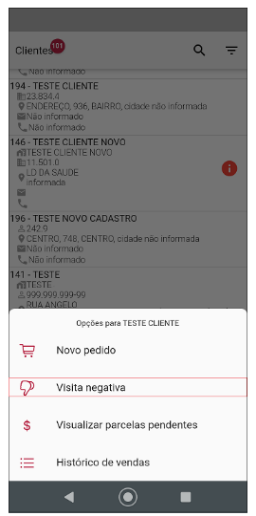 Clientes 101
Não informado
194 - TESTE CLIENTE
23.834.4
ENDEREÇO, 936, BAIRRO, cidade não informada
Não informado
Não informado
146 - TESTE CLIENTE NOVO
TESTE CLIENTE NOVO
11.501.0
LD DA SAUDE
informada
196 - TESTE NOVO CADASTRO
242.9
CENTRO, 748, CENTRO, cidade não informada
Não informado
Não informado
141 - TESTE
TESTE
999.999.999-99
RUA ANGELO
Opções para TESTE CLIENTE
Novo pedido
Visita negativa
$ Visualizar parcelas pendentes
Histórico de vendas